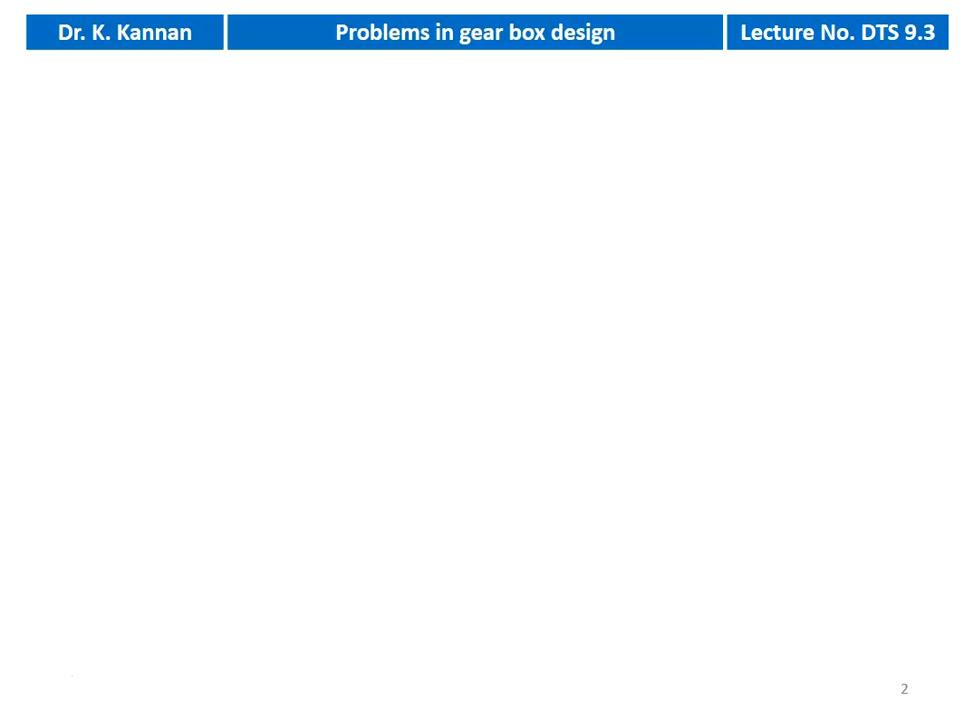 Dr. K. Kannan
Problems in gear box design
Lecture No. DTS 9.3
2